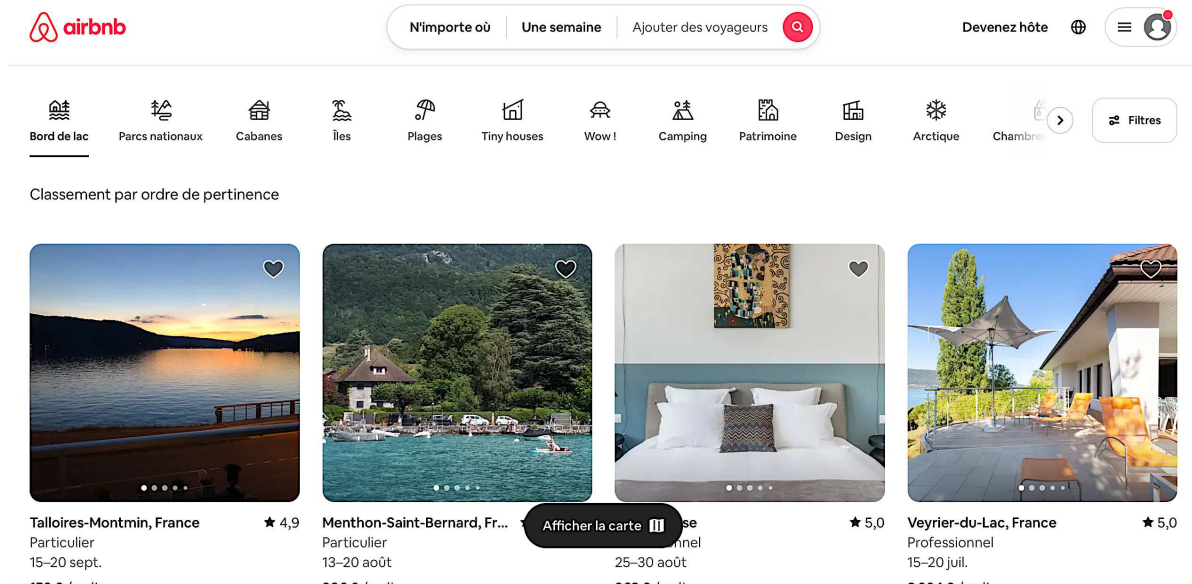 airbnb
N'importe où
Une semaine
Ajouter des voyageurs
Devenez hôte
Bord de lac
Parcs nationaux
Cabanes
Îles
Plages
Tiny houses
Wow !
Camping
Patrimoine
Design
Arctique
Filtres
Classement par ordre de pertinence
Talloires-Montmin, France
4,9
Particulier
15–20 sept.
Menthon-Saint-Bernard, Fr...
Particulier
13–20 août
Afficher la carte
5,0
25–30 août
Veyrier-du-Lac, France
5,0
Professionnel
15–20 juil.